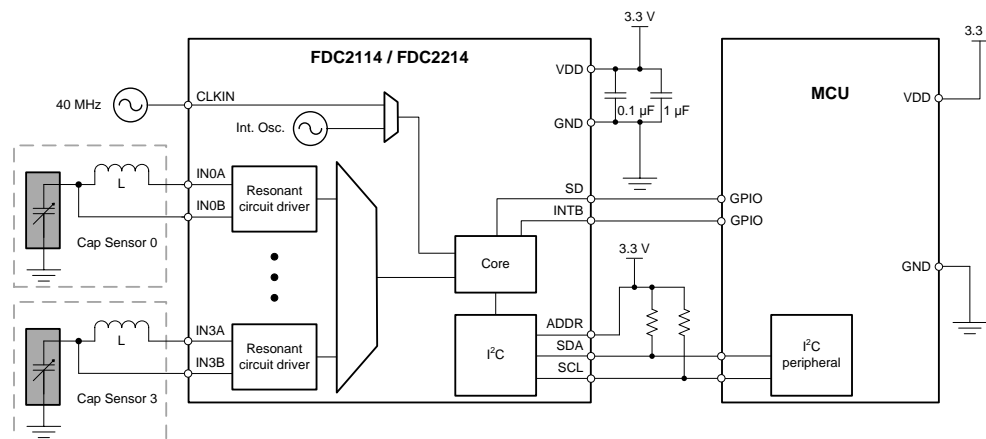 3.3 V
3.3
FDC2114 / FDC2214
MCU
VDD
VDD
CLKIN
40 MHz
0.1 µF
1 µF
Int. Osc.
GND
IN0A
L
Resonant
circuit driver
SD
GPIO
IN0B
INTB
GPIO
Cap Sensor 0
3.3 V
Core
GND
IN3A
ADDR
L
Resonant
circuit driver
I²C
SDA
I²C
peripheral
IN3B
SCL
Cap Sensor 3